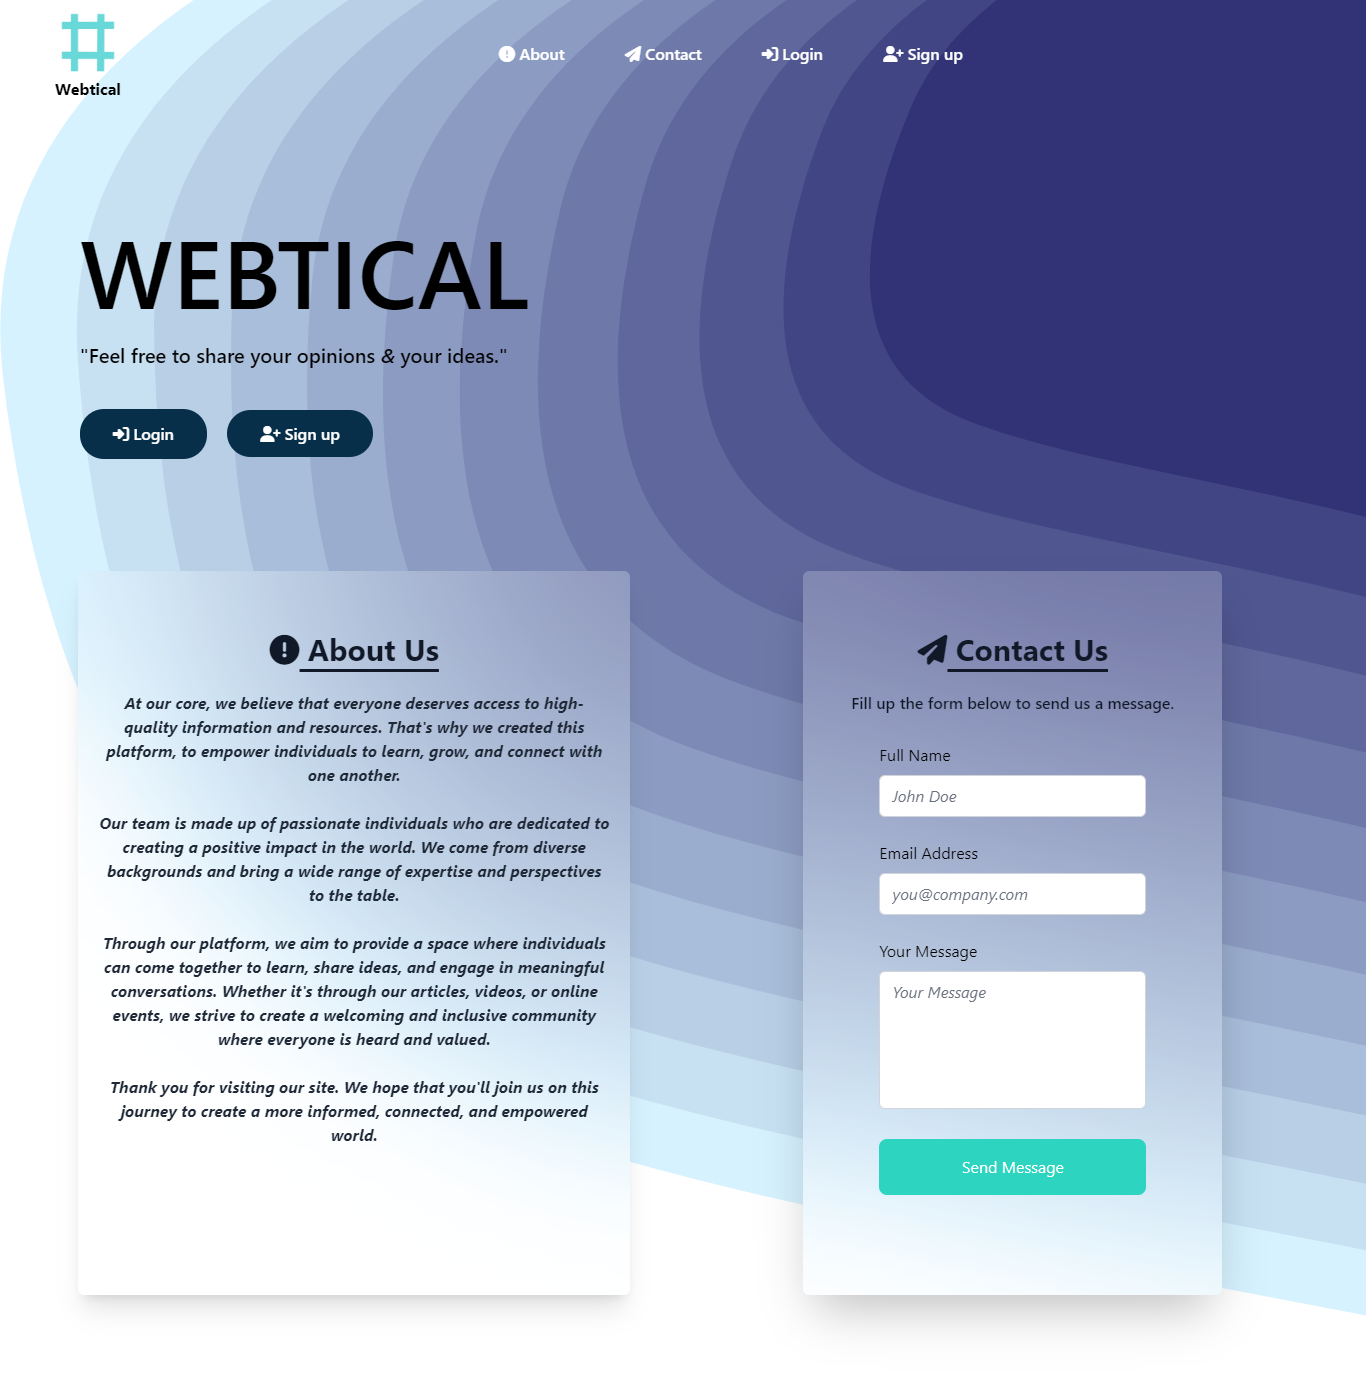 Webtical
About
Contact
Login
Sign up
WEBTICAL
"Feel free to share your opinions & your ideas."
Login
Sign up
About Us
At our core, we believe that everyone deserves access to high-
quality information and resources. That's why we created this
platform, to empower individuals to learn, grow, and connect with
one another.
Our team is made up of passionate individuals who are dedicated to
creating a positive impact in the world. We come from diverse
backgrounds and bring a wide range of expertise and perspectives
to the table.
Through our platform, we aim to provide a space where individuals
can come together to learn, share ideas, and engage in meaningful
conversations. Whether it's through our articles, videos, or online
events, we strive to create a welcoming and inclusive community
where everyone is heard and valued.
Thank you for visiting our site. We hope that you'll join us on this
journey to create a more informed, connected, and empowered
world.
Contact Us
Fill up the form below to send us a message.
Full Name
John Doe
Email Address
you@company.com
Your Message
Your Message
Send Message